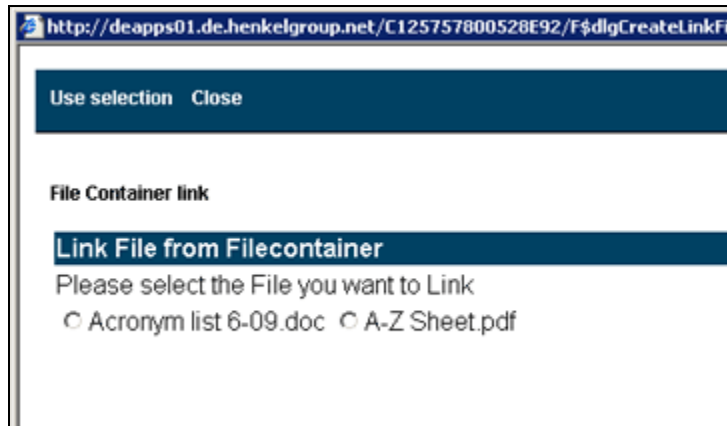 http://deapps01.de.henkelgroup.net/C125757800528E92/F$dlgCreateLinkFi
Use selection Close
File Container link
Link File from Filecontainer
Please select the File you want to Link
Acronym list 6-09.doc A-Z Sheet.pdf